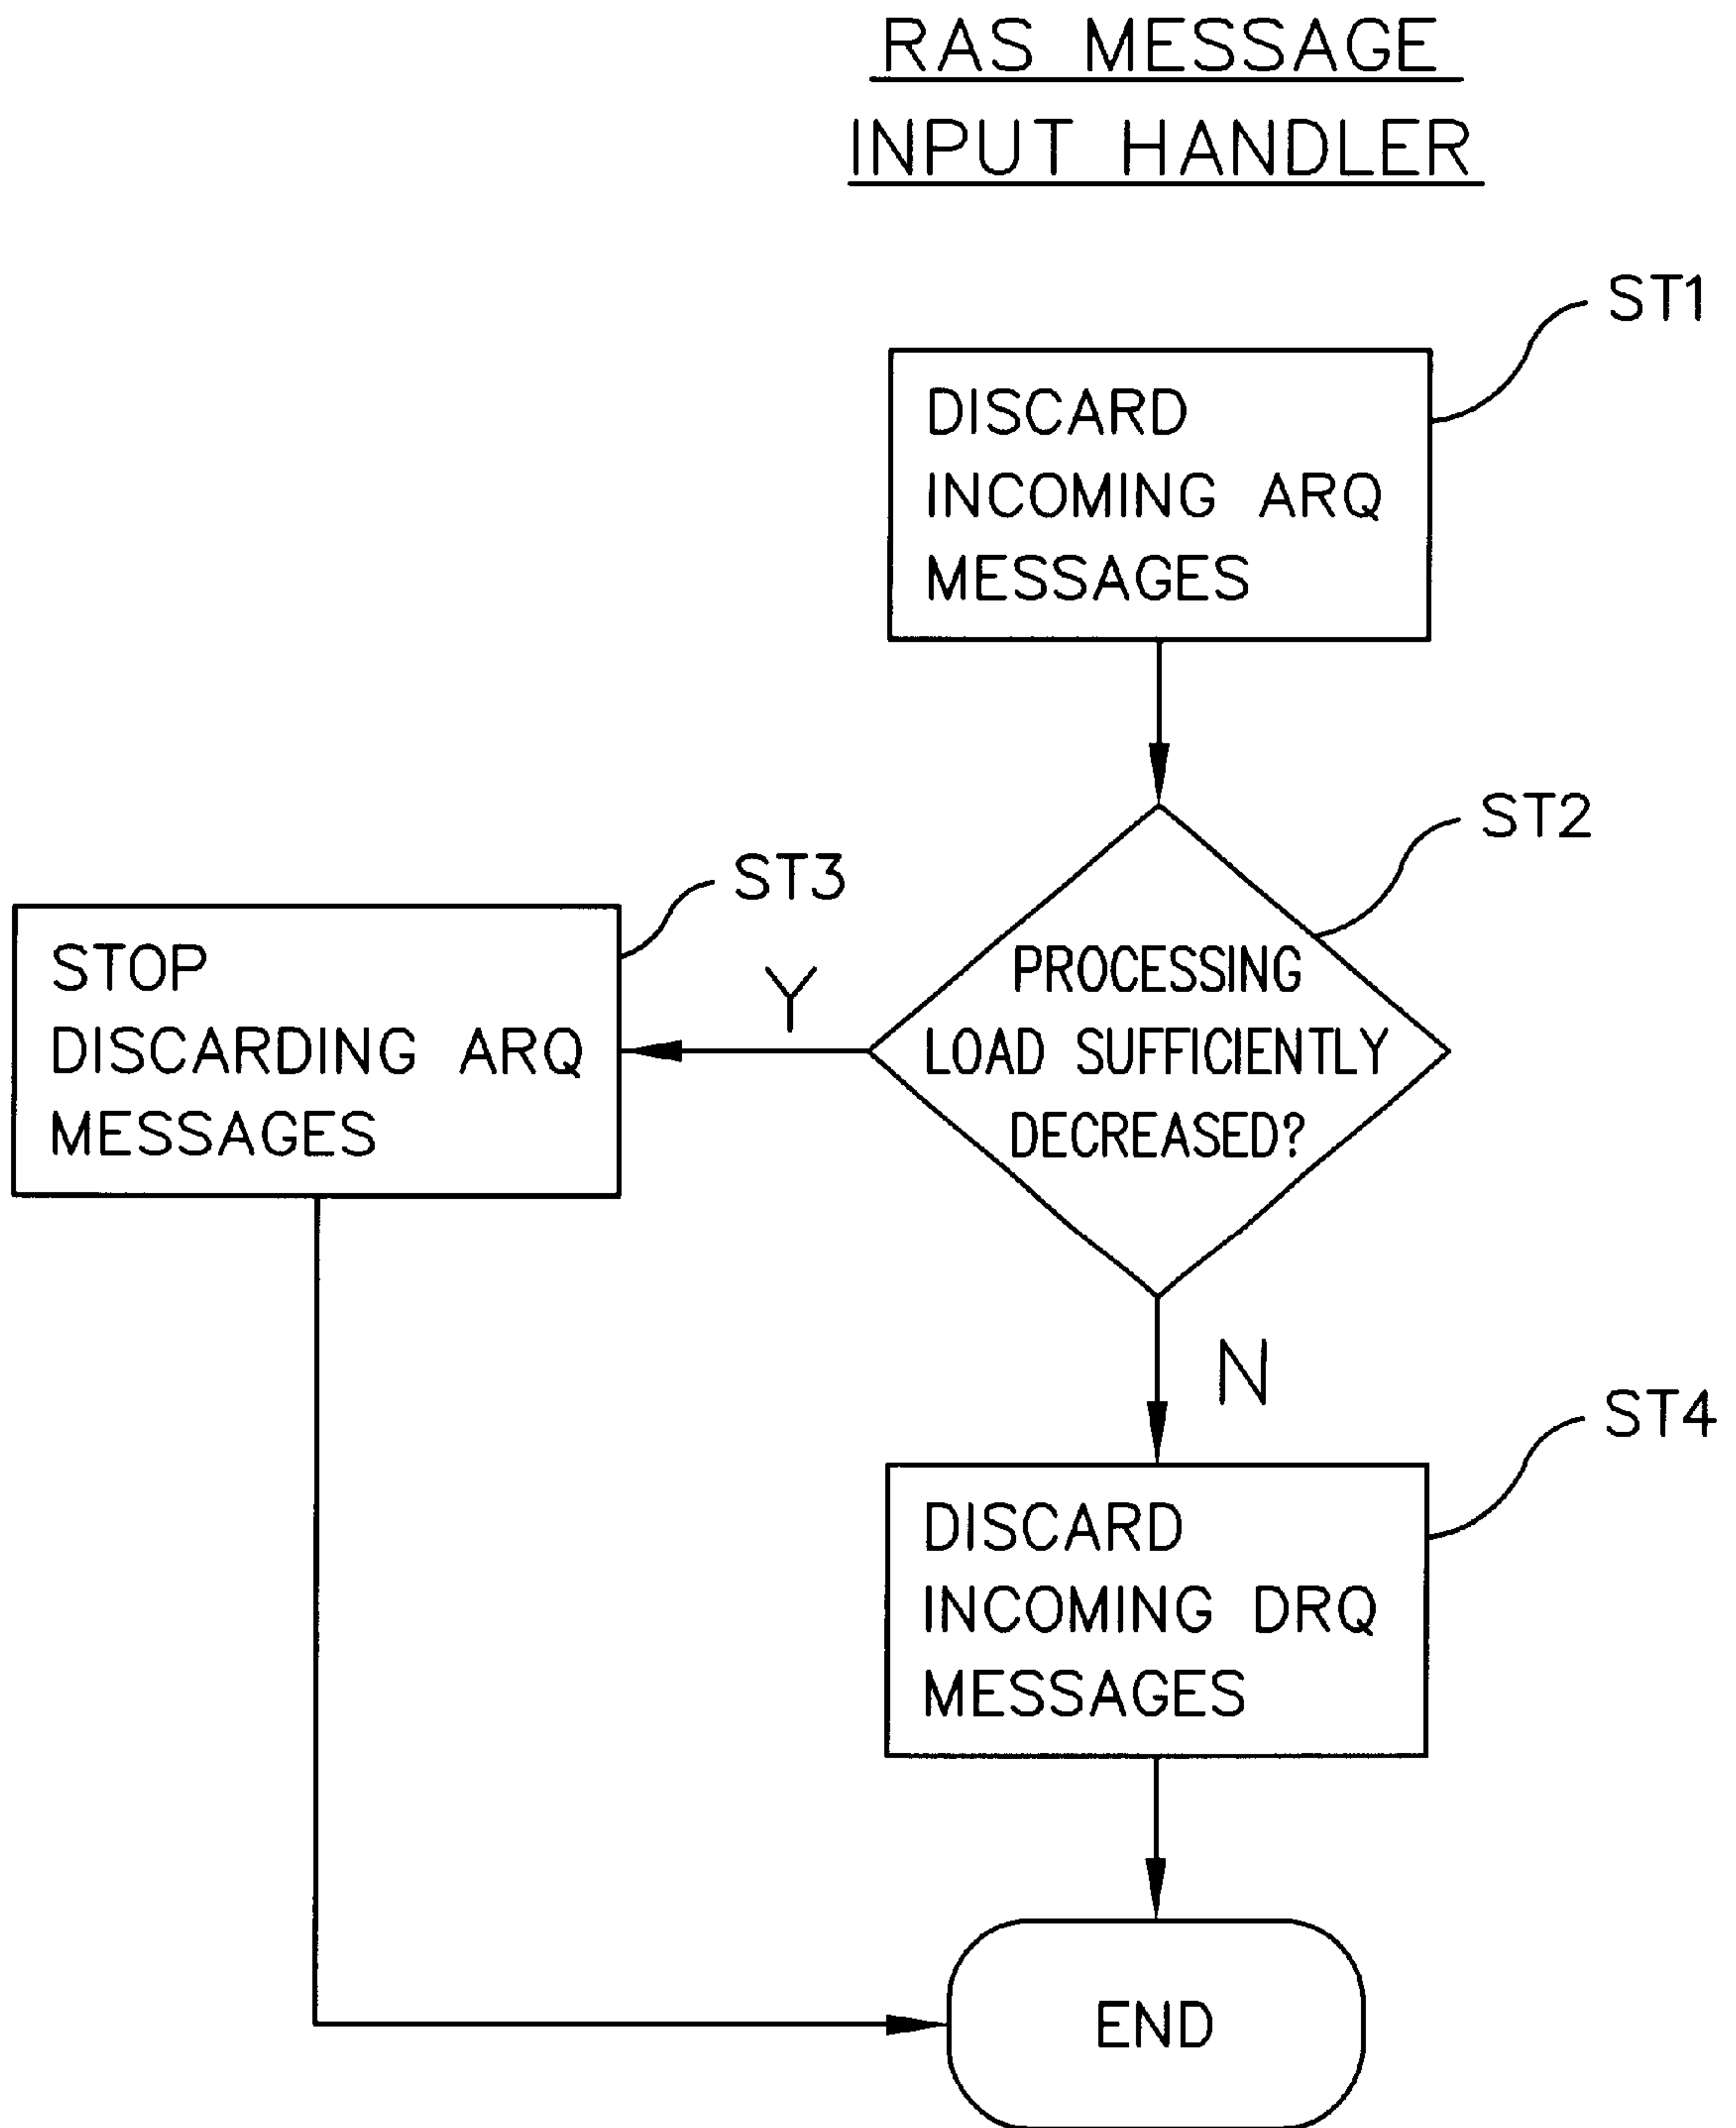 RAS MESSAGE
INPUT HANDLER
ST1
DISCARD
INCOMING ARQ
MESSAGES
ST2
PROCESSING
LOAD SUFFICIENTLY
DECREASED?
Y
ST3
STOP
DISCARDING ARQ
MESSAGES
N
ST4
DISCARD
INCOMING DRQ
MESSAGES
END